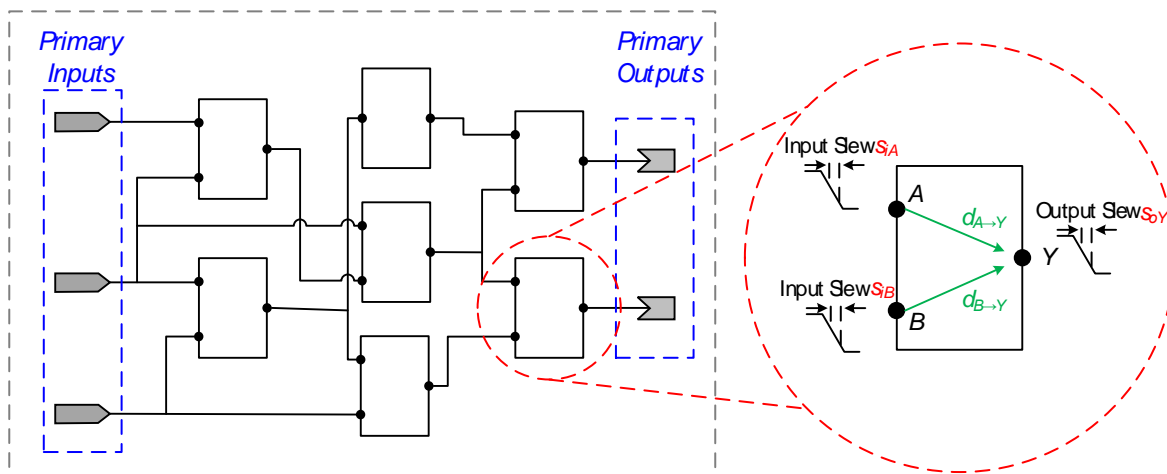 Primary
Inputs
Primary
Outputs
Input Slew s_iA
A
d_A→Y
Output Slew s_oY
Y
Input Slew s_iB
d_B→Y
B